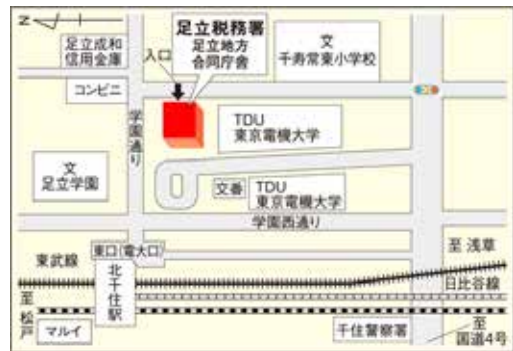 Z
足立成和
信用金庫
入口
足立税務署
足立地方
合同庁舎
文
千寿常東小学校
コンビニ
学園通り
TDU
東京電機大学
文
足立学園
交番
TDU
東京電機大学
学園西通り
東武線
東口(電大口)
至 浅草
北千住駅
日比谷線
至 松戸
マルイ
千住警察署
至
国道4号